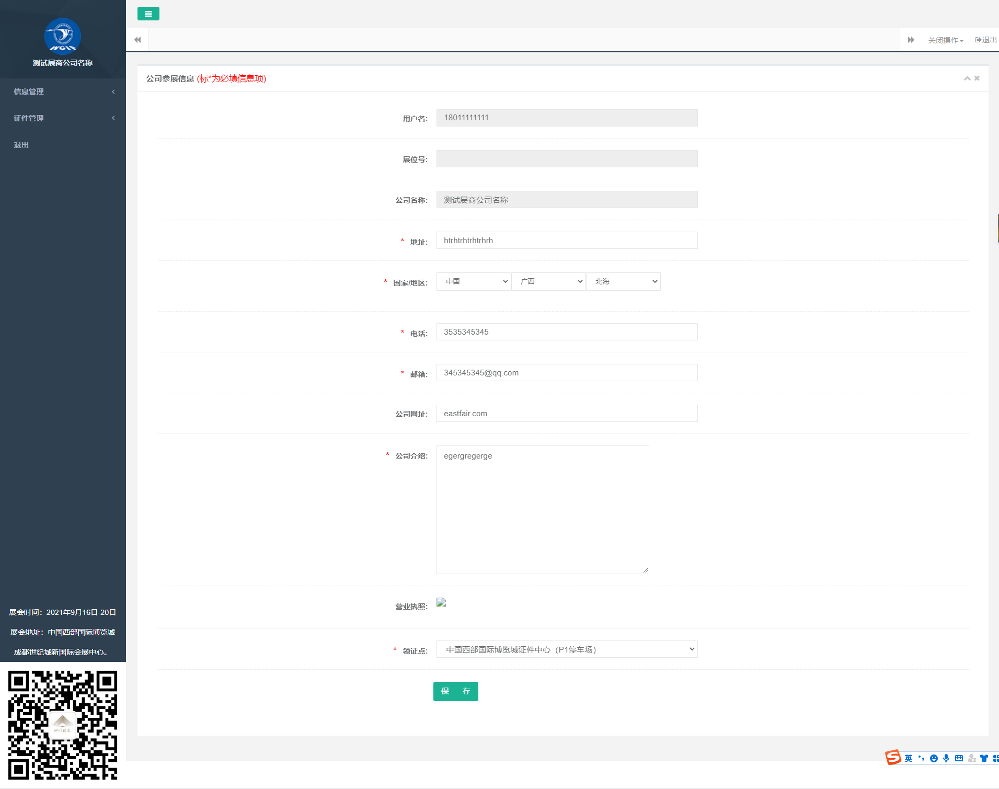 测试展商公司名称
信息管理
证件管理
退出
关闭操作
退出
公司参展信息 (标*为必填信息项)
用户名: 18011111111
展位号:
公司名称: 测试展商公司名称
* 地址: htrhtrhtrhtrhrh
* 国家/地区: 中国 广西 北海
* 电话: 3535345345
* 邮箱: 345345345@qq.com
公司网址: eastfair.com
* 公司介绍: egergregerge
营业执照:
* 领证点: 中国西部国际博览城证件中心（P1停车场）
保 存
展会时间：2021年9月16日-20日
展会地址：中国西部国际博览城
成都世纪城新国际会展中心。
英